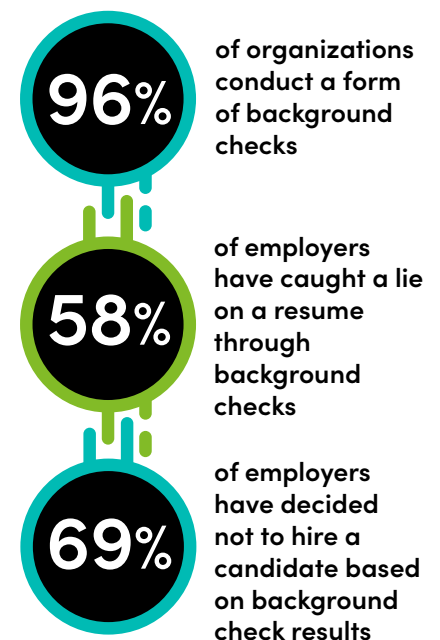 96%
of organizations
conduct a form
of background
checks
58%
of employers
have caught a lie
on a resume
through
background
checks
69%
of employers
have decided
not to hire a
candidate based
on background
check results